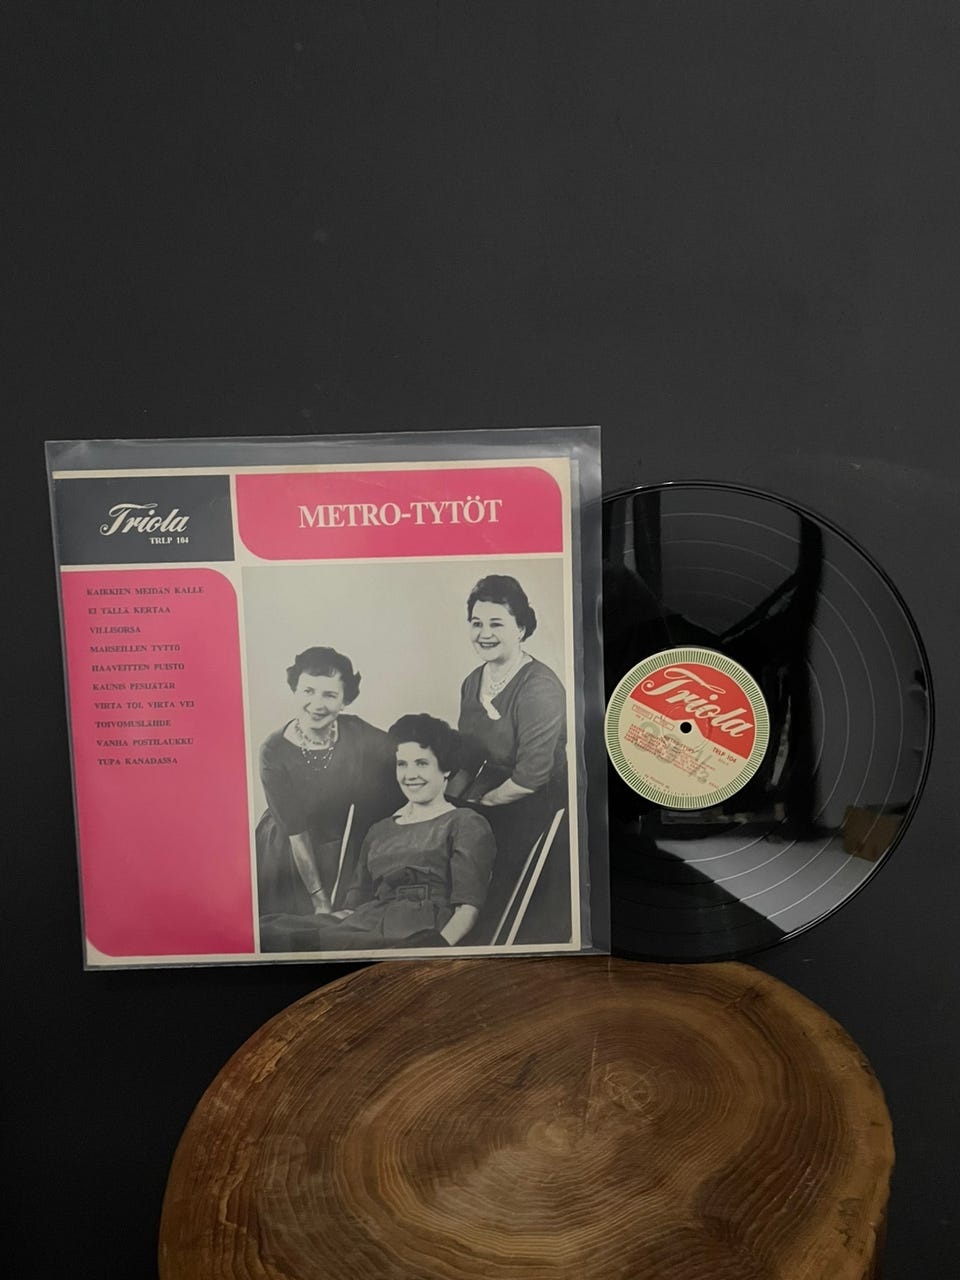 Triola
TRLP 104
METRO-TYTÖT
KAIKKIEN MEIDÄN KALLE
EI TÄLLÄ KERTAA
VILLISORSA
MARSEILLEN TYTTÖ
HAAVEITTEN PUISTO
KAUNIS PESIJÄTÄR
VIRTA TOI, VIRTA VEI
TOIVOMUSLÄHDE
VANHA POSTILAUKKU
TUPA KANADASSA
Triola
TRLP 104